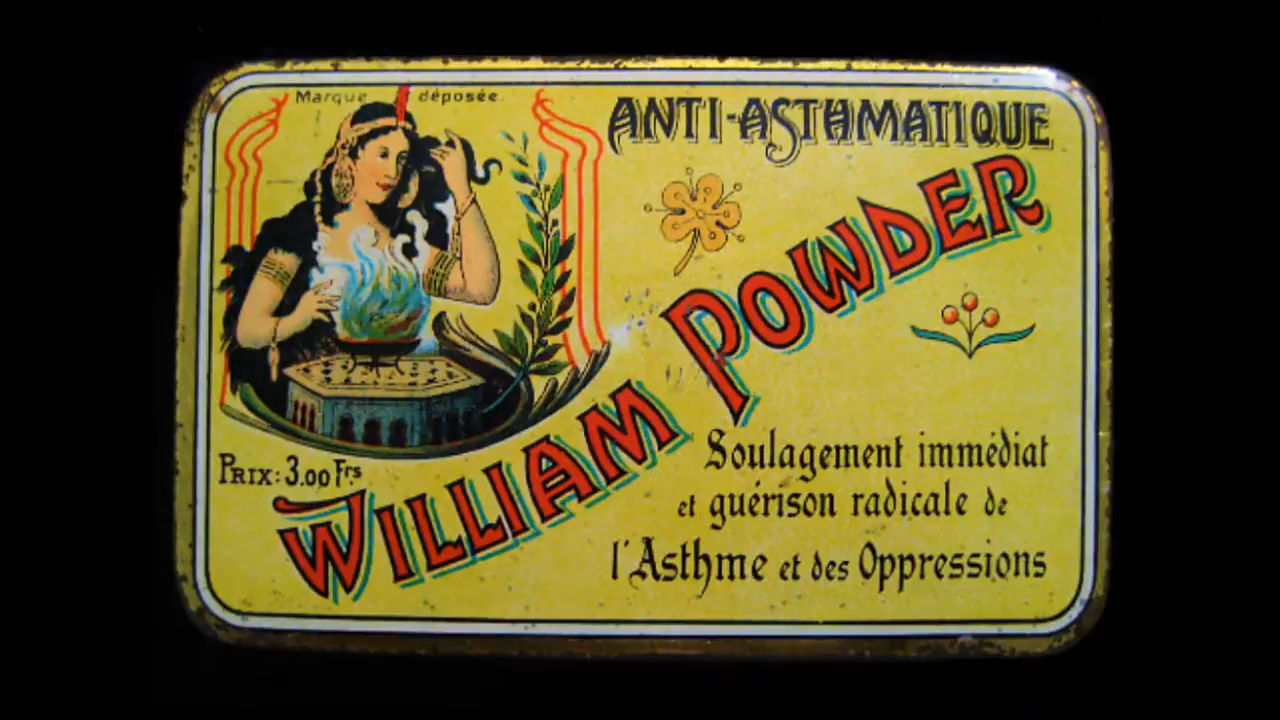 Marque déposée.
ANTI-ASTHMATIQUE
WILLIAM POWDER
PRIX: 3.00 Frs
Soulagement immédiat
et guérison radicale de
l'Asthme et des Oppressions